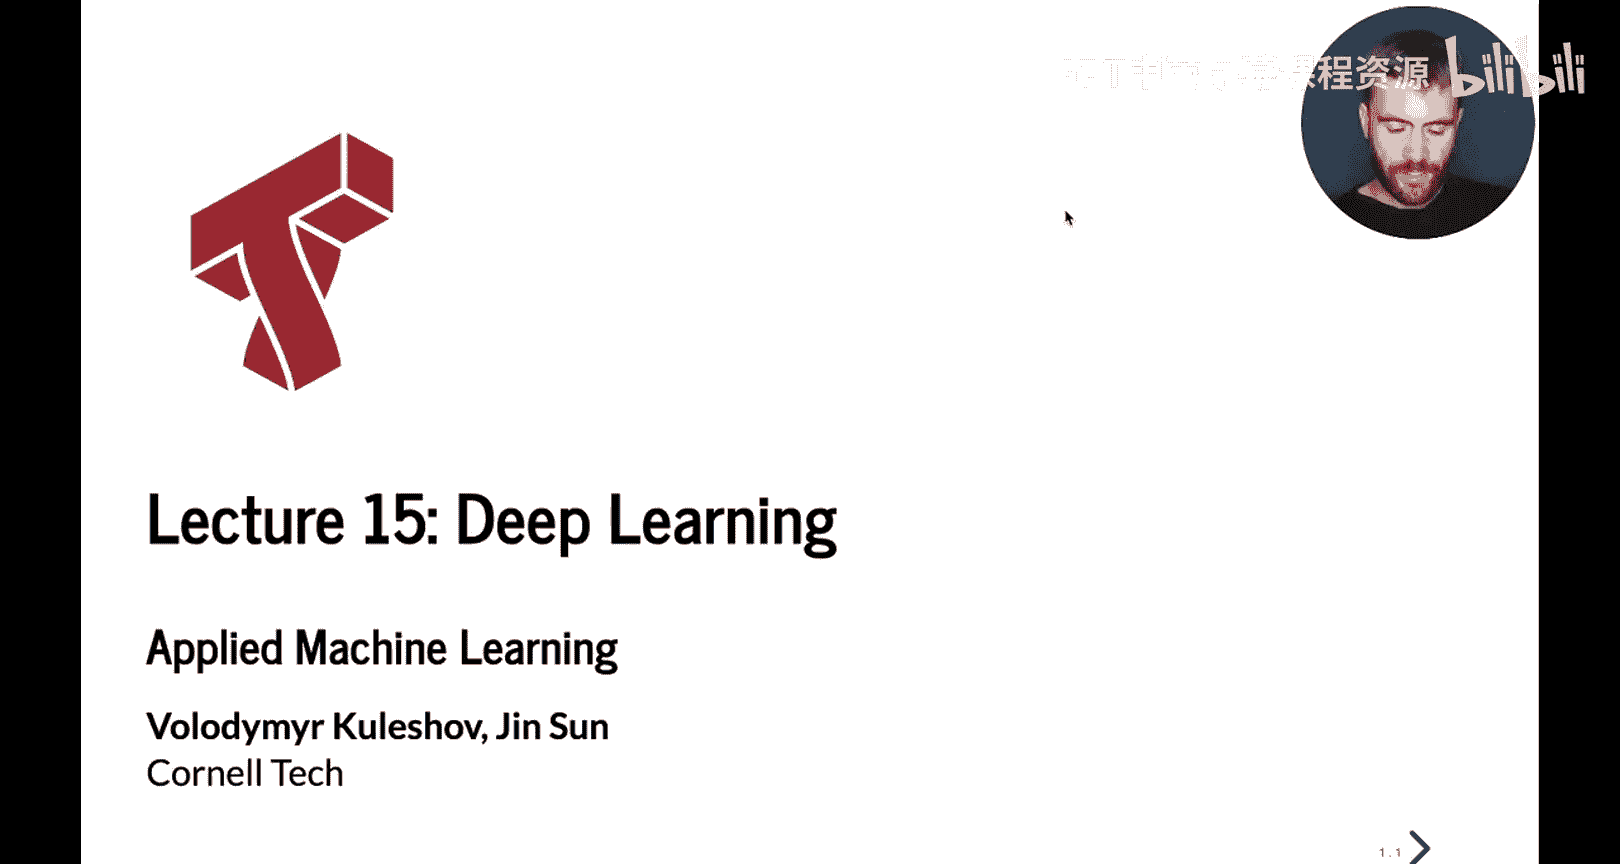 课程资源 bilibili
Lecture 15: Deep Learning
Applied Machine Learning
Volodymyr Kuleshov, Jin Sun
Cornell Tech
1.1